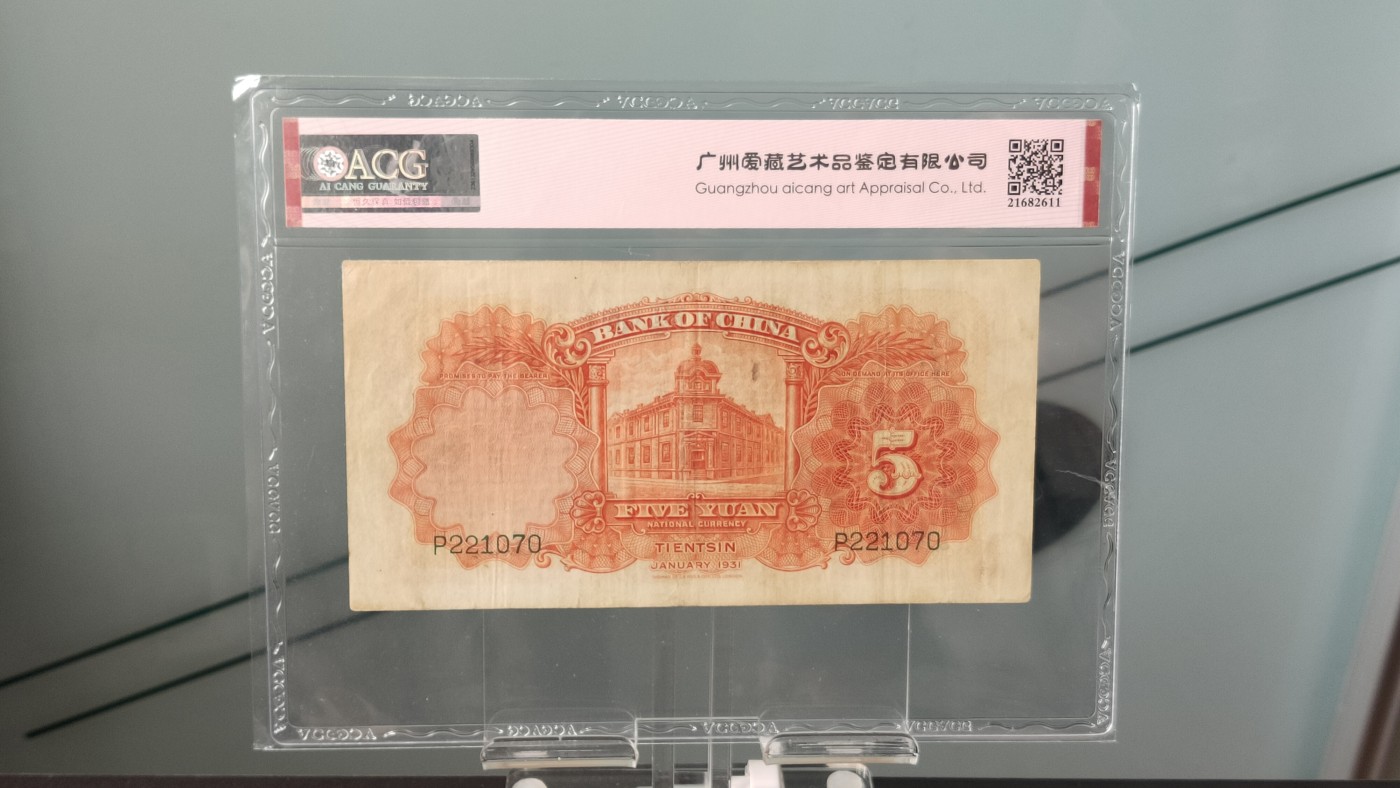 ACG
AI CANG GUARANTY
广州爱藏艺术品鉴定有限公司
Guangzhou aicang art Appraisal Co., Ltd.
21682611
BANK OF CHINA
PROMISES TO PAY THE BEARER
ON DEMAND AT ITS OFFICE HERE
5
FIVE YUAN
NATIONAL CURRENCY
P221070
P221070
TIENTSIN
JANUARY 1931